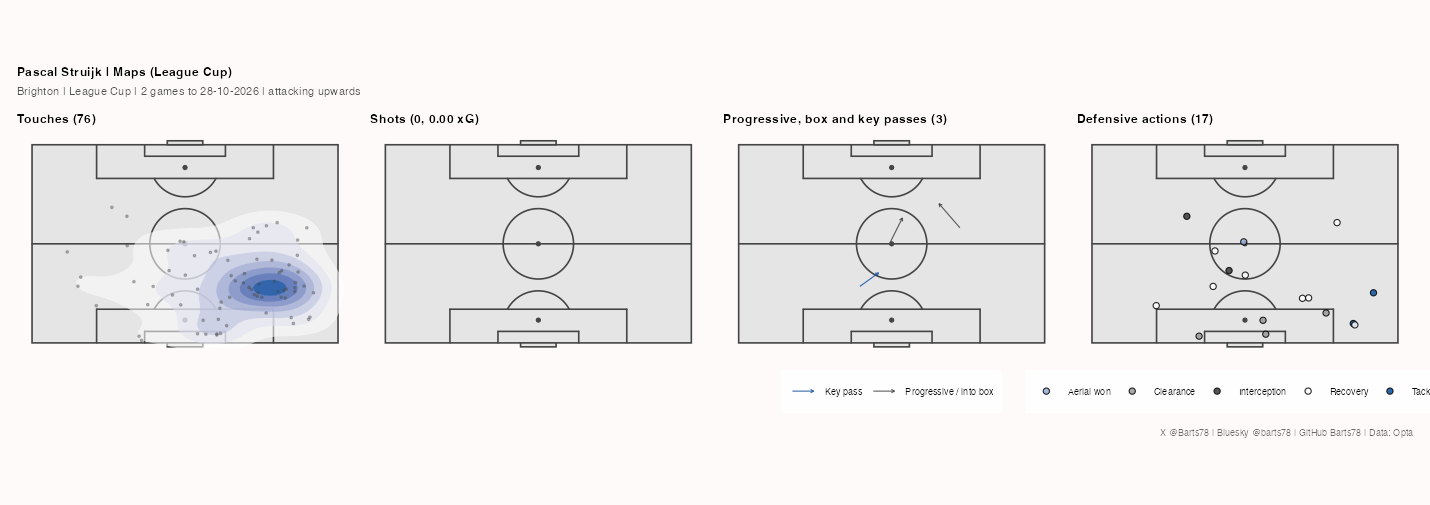 Pascal Struijk | Maps (League Cup)
Brighton | League Cup | 2 games to 28-10-2026 | attacking upwards
Touches (76)
Shots (0, 0.00 xG)
Progressive, box and key passes (3)
Defensive actions (17)
Key pass
Progressive / into box
Aerial won
Clearance
Interception
Recovery
Tack
X @Barts78 | Bluesky @barts78 | GitHub Barts78 | Data: Opta